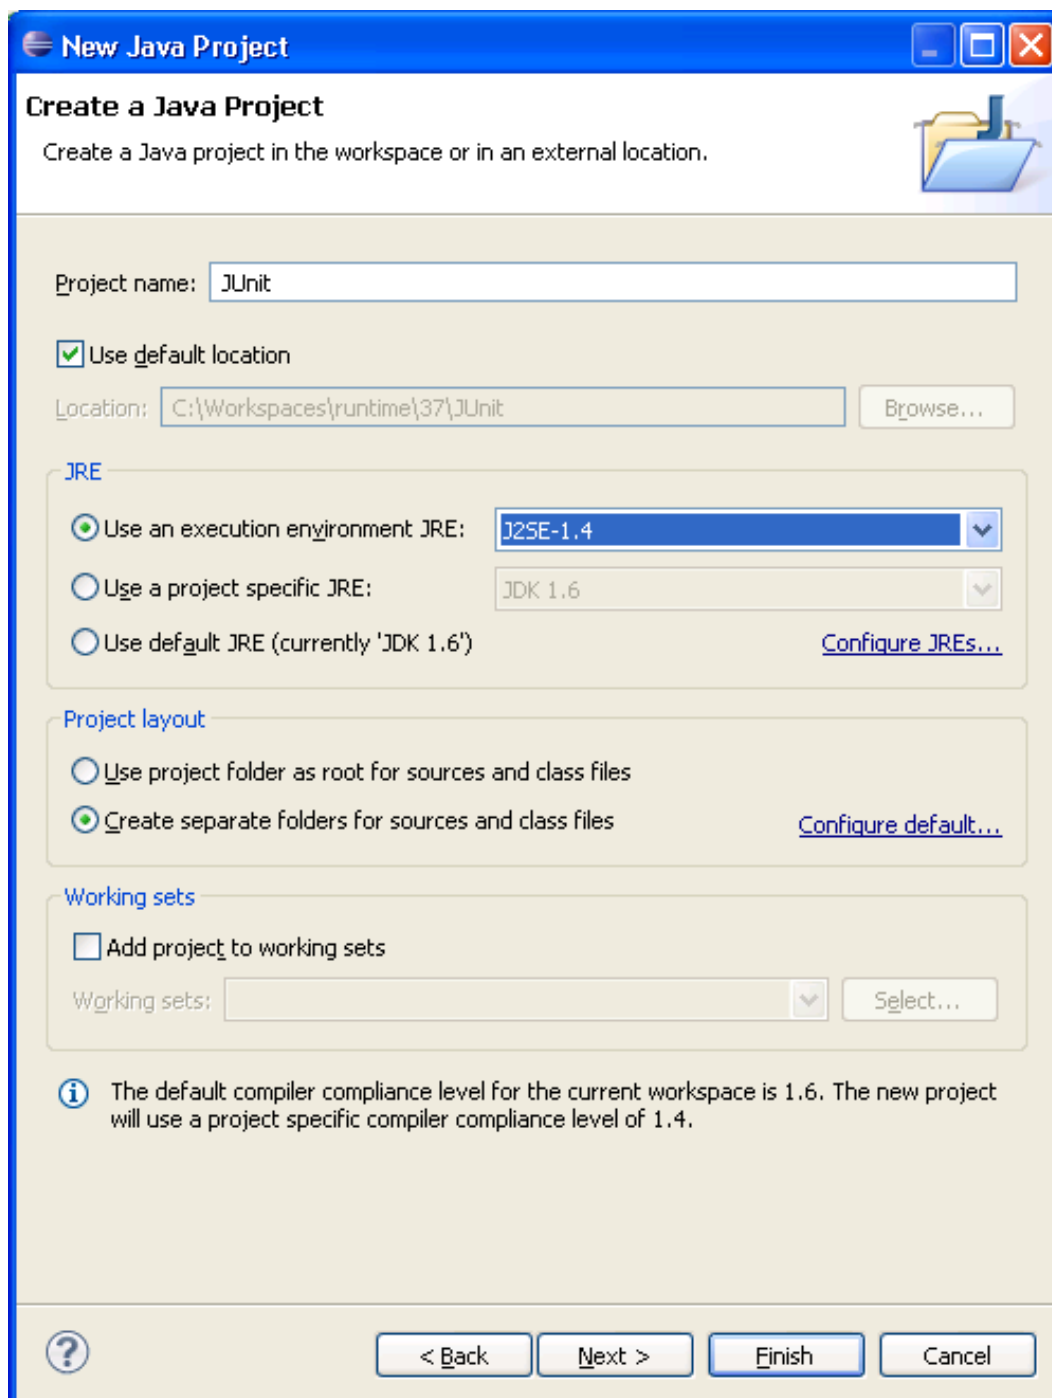 New Java Project
Create a Java Project
Create a Java project in the workspace or in an external location.
Project name: JUnit
Use default location
Location: C:\Workspaces\runtime\37\JUnit Browse...
JRE
Use an execution environment JRE: J2SE-1.4
Use a project specific JRE: JDK 1.6
Use default JRE (currently 'JDK 1.6') Configure JREs...
Project layout
Use project folder as root for sources and class files
Create separate folders for sources and class files Configure default...
Working sets
Add project to working sets
Working sets: Select...
The default compiler compliance level for the current workspace is 1.6. The new project
will use a project specific compiler compliance level of 1.4.
< Back Next > Finish Cancel